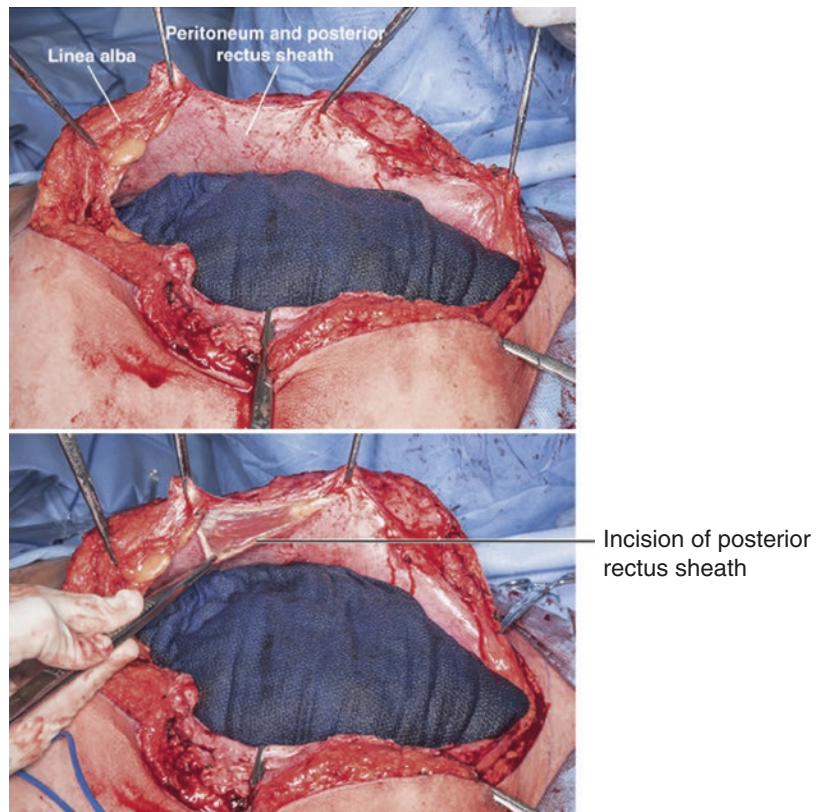 Linea alba
Peritoneum and posterior
rectus sheath
Incision of posterior
rectus sheath